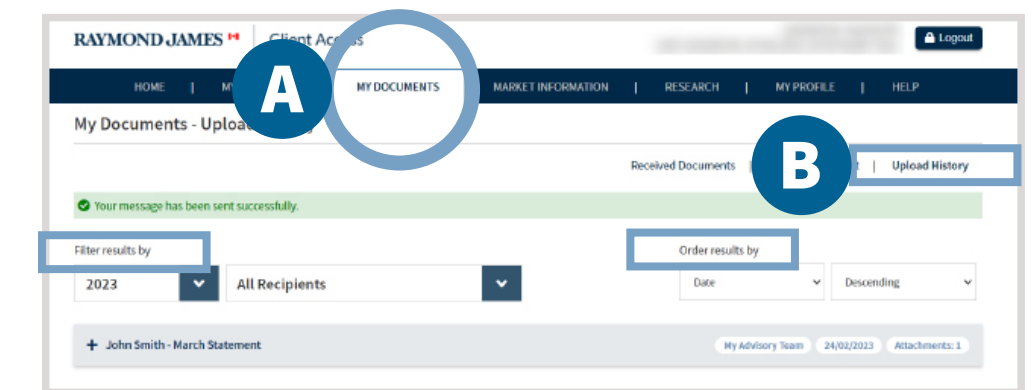 RAYMOND JAMES Client Access
Logout
HOME | MY DOCUMENTS MARKET INFORMATION | RESEARCH | MY PROFILE | HELP
A
My Documents - Upload
B
Received Documents | | Upload History
Your message has been sent successfully.
Filter results by Order results by
2023 All Recipients Date Descending
+ John Smith - March Statement My Advisory Team 24/02/2023 Attachments: 1